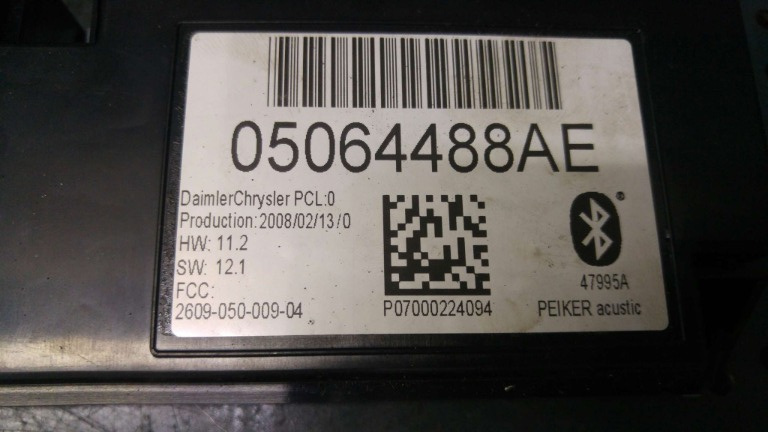 05064488AE
DaimlerChrysler PCL:0
Production:2008/02/13/0
HW: 11.2
SW: 12.1
FCC:
2609-050-009-04
P07000224094
®
47995A
PEIKER acustic